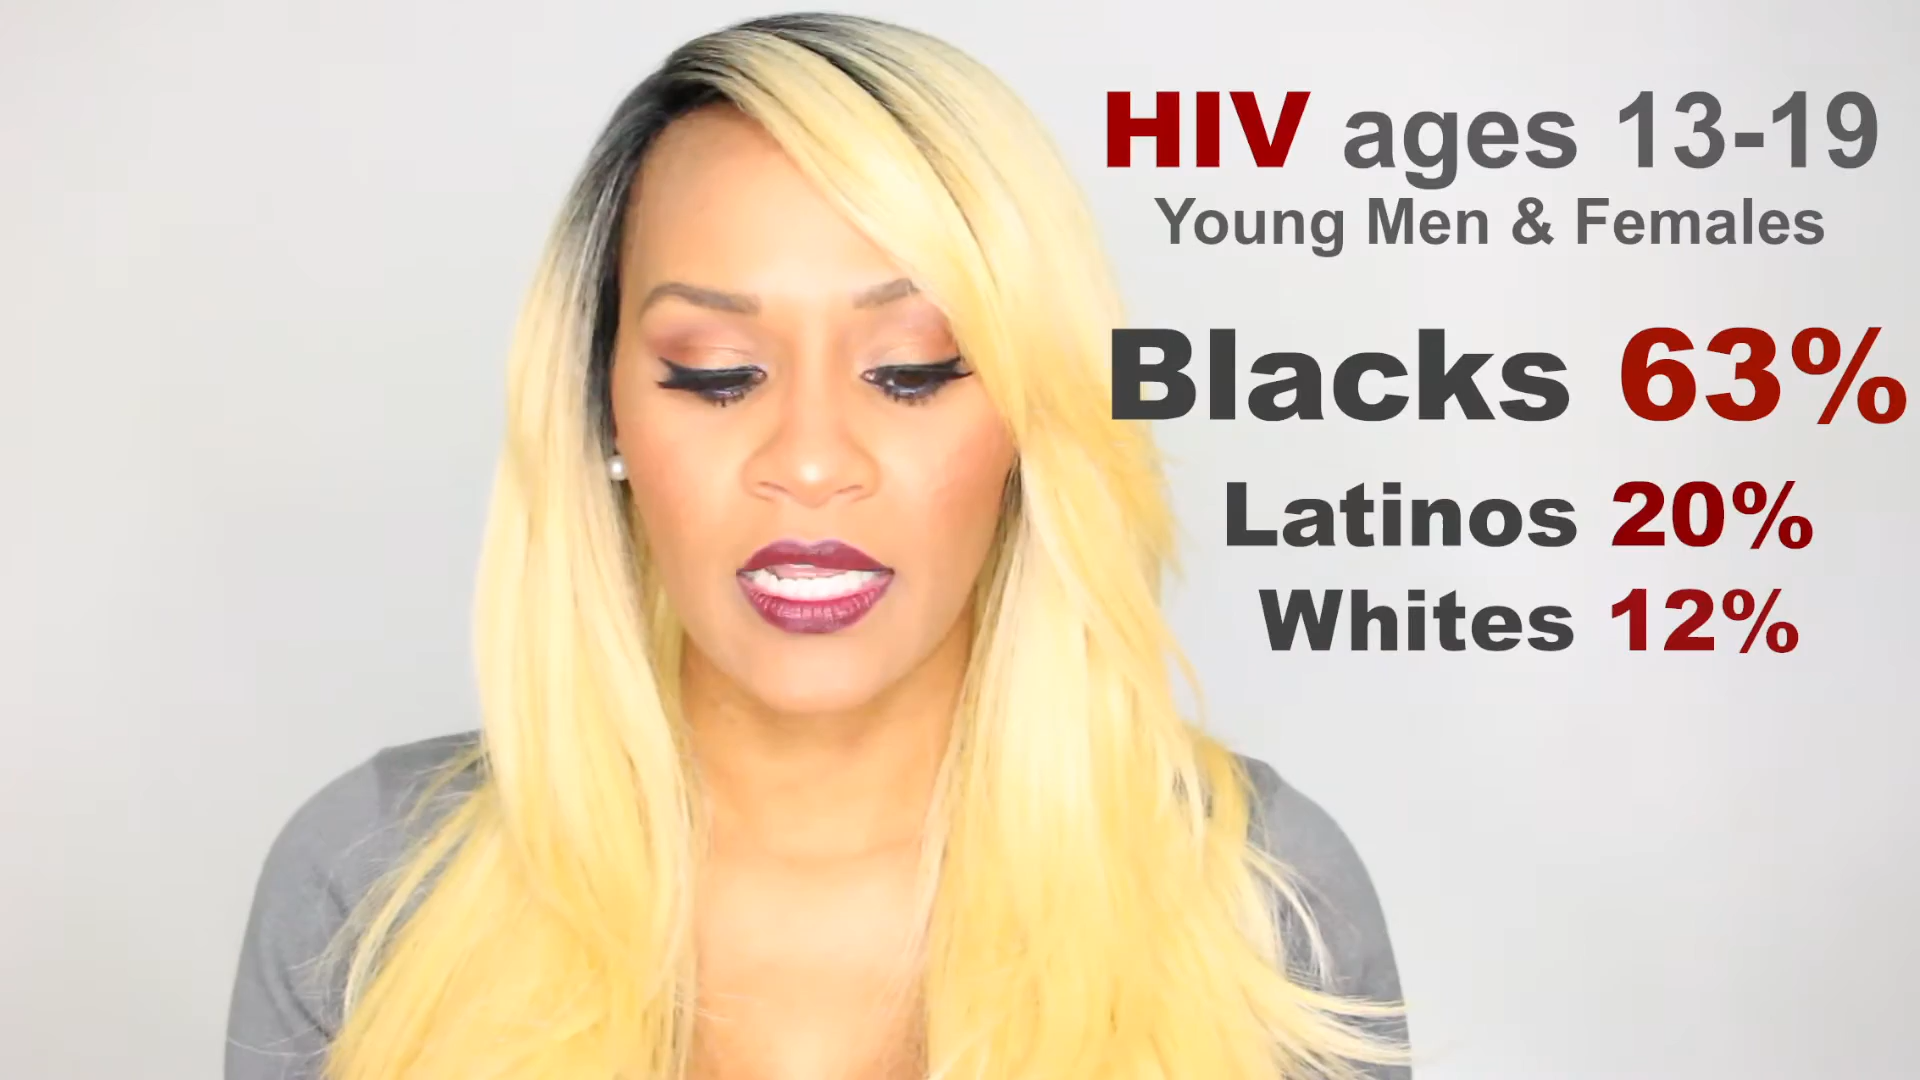 HIV ages 13-19
Young Men & Females
Blacks 63%
Latinos 20%
Whites 12%